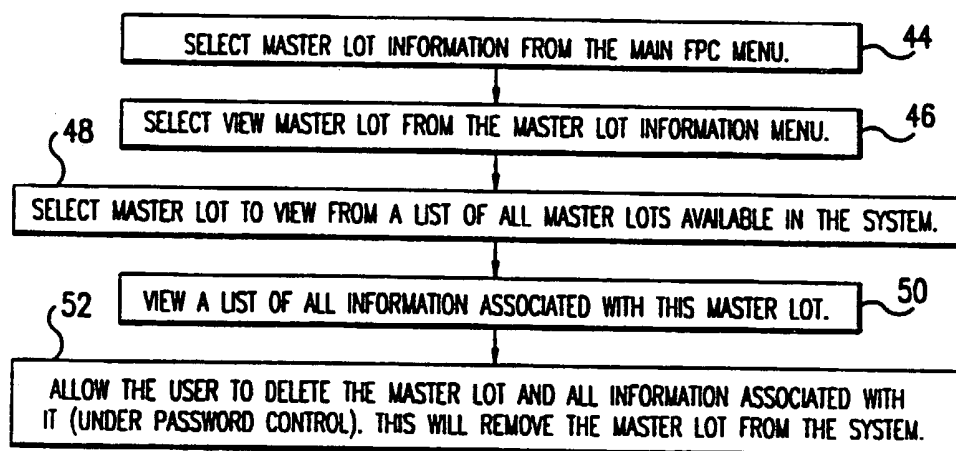 SELECT MASTER LOT INFORMATION FROM THE MAIN FPC MENU.
44
SELECT VIEW MASTER LOT FROM THE MASTER LOT INFORMATION MENU.
46
48
SELECT MASTER LOT TO VIEW FROM A LIST OF ALL MASTER LOTS AVAILABLE IN THE SYSTEM.
VIEW A LIST OF ALL INFORMATION ASSOCIATED WITH THIS MASTER LOT.
50
52
ALLOW THE USER TO DELETE THE MASTER LOT AND ALL INFORMATION ASSOCIATED WITH
IT (UNDER PASSWORD CONTROL). THIS WILL REMOVE THE MASTER LOT FROM THE SYSTEM.